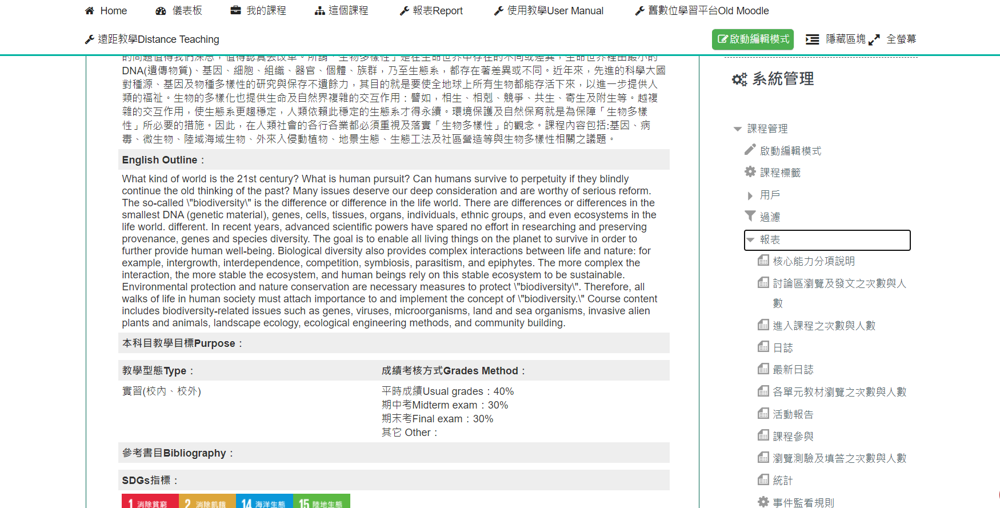 Home
儀表板
我的課程
這個課程
報表Report
使用教學User Manual
舊數位學習平台Old Moodle
遠距教學Distance Teaching
啟動編輯模式
隱藏區塊
全螢幕
的問題值得我們深思，值得認真去改革。所謂「生物多樣性」是在生命世界中存在的不同或差異，生命世界裡由最小的
DNA(遺傳物質)、基因、細胞、組織、器官、個體、族群，乃至生態系，都存在著差異或不同。近年來，先進的科學大國
對種源、基因及物種多樣性的研究與保存不遺餘力，其目的就是要使全地球上所有生物都能存活下來，以進一步提供人
類的福祉。生物的多樣化也提供生命及自然界複雜的交互作用：譬如，相生、相剋、競爭、共生、寄生及附生等。越複
雜的交互作用，使生態系更趨穩定，人類依賴此穩定的生態系才得永續。環境保護及自然保育就是為保障「生物多樣
性」所必要的措施。因此，在人類社會的各行各業都必須重視及落實「生物多樣性」的觀念。課程內容包括:基因、病
毒、微生物、陸域海域生物、外來入侵動植物、地景生態、生態工法及社區營造等與生物多樣性相關之議題。
English Outline：
What kind of world is the 21st century? What is human pursuit? Can humans survive to perpetuity if they blindly
continue the old thinking of the past? Many issues deserve our deep consideration and are worthy of serious reform.
The so-called \"biodiversity\" is the difference or difference in the life world. There are differences or differences in the
smallest DNA (genetic material), genes, cells, tissues, organs, individuals, ethnic groups, and even ecosystems in the
life world. different. In recent years, advanced scientific powers have spared no effort in researching and preserving
provenance, genes and species diversity. The goal is to enable all living things on the planet to survive in order to
further provide human well-being. Biological diversity also provides complex interactions between life and nature: for
example, intergrowth, interdependence, competition, symbiosis, parasitism, and epiphytes. The more complex the
interaction, the more stable the ecosystem, and human beings rely on this stable ecosystem to be sustainable.
Environmental protection and nature conservation are necessary measures to protect \"biodiversity\". Therefore, all
walks of life in human society must attach importance to and implement the concept of \"biodiversity.\" Course content
includes biodiversity-related issues such as genes, viruses, microorganisms, land and sea organisms, invasive alien
plants and animals, landscape ecology, ecological engineering methods, and community building.
本科目教學目標Purpose：
教學型態Type：
成績考核方式Grades Method：
實習(校內、校外)
平時成績Usual grades：40%
期中考Midterm exam：30%
期末考Final exam：30%
其它 Other：
參考書目Bibliography：
SDGs指標：
1 消除貧窮
2 消除飢餓
14 海洋生態
15 陸地生態
系統管理
課程管理
啟動編輯模式
課程標籤
用戶
過濾
報表
核心能力分項說明
討論區瀏覽及發文之次數與人
數
進入課程之次數與人數
日誌
最新日誌
各單元教材瀏覽之次數與人數
活動報告
課程參與
瀏覽測驗及填答之次數與人數
統計
事件監看規則